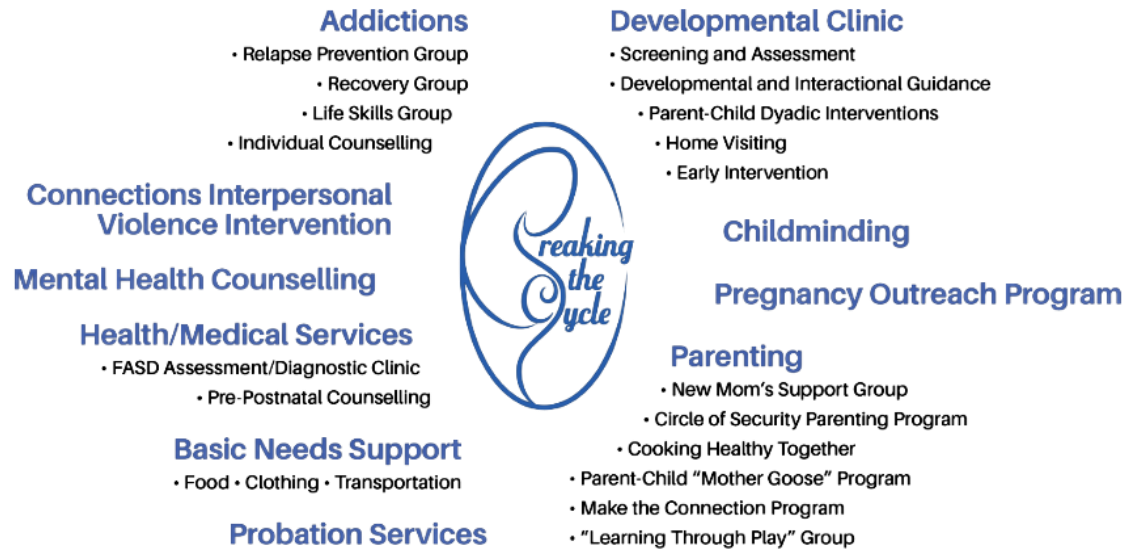 Addictions
• Relapse Prevention Group
• Recovery Group
• Life Skills Group
• Individual Counselling
Connections Interpersonal
Violence Intervention
Mental Health Counselling
Health/Medical Services
• FASD Assessment/Diagnostic Clinic
• Pre-Postnatal Counselling
Basic Needs Support
• Food • Clothing • Transportation
Probation Services
Breaking
the
Cycle
Developmental Clinic
• Screening and Assessment
• Developmental and Interactional Guidance
• Parent-Child Dyadic Interventions
• Home Visiting
• Early Intervention
Childminding
Pregnancy Outreach Program
Parenting
• New Mom's Support Group
• Circle of Security Parenting Program
• Cooking Healthy Together
• Parent-Child “Mother Goose” Program
• Make the Connection Program
• “Learning Through Play” Group